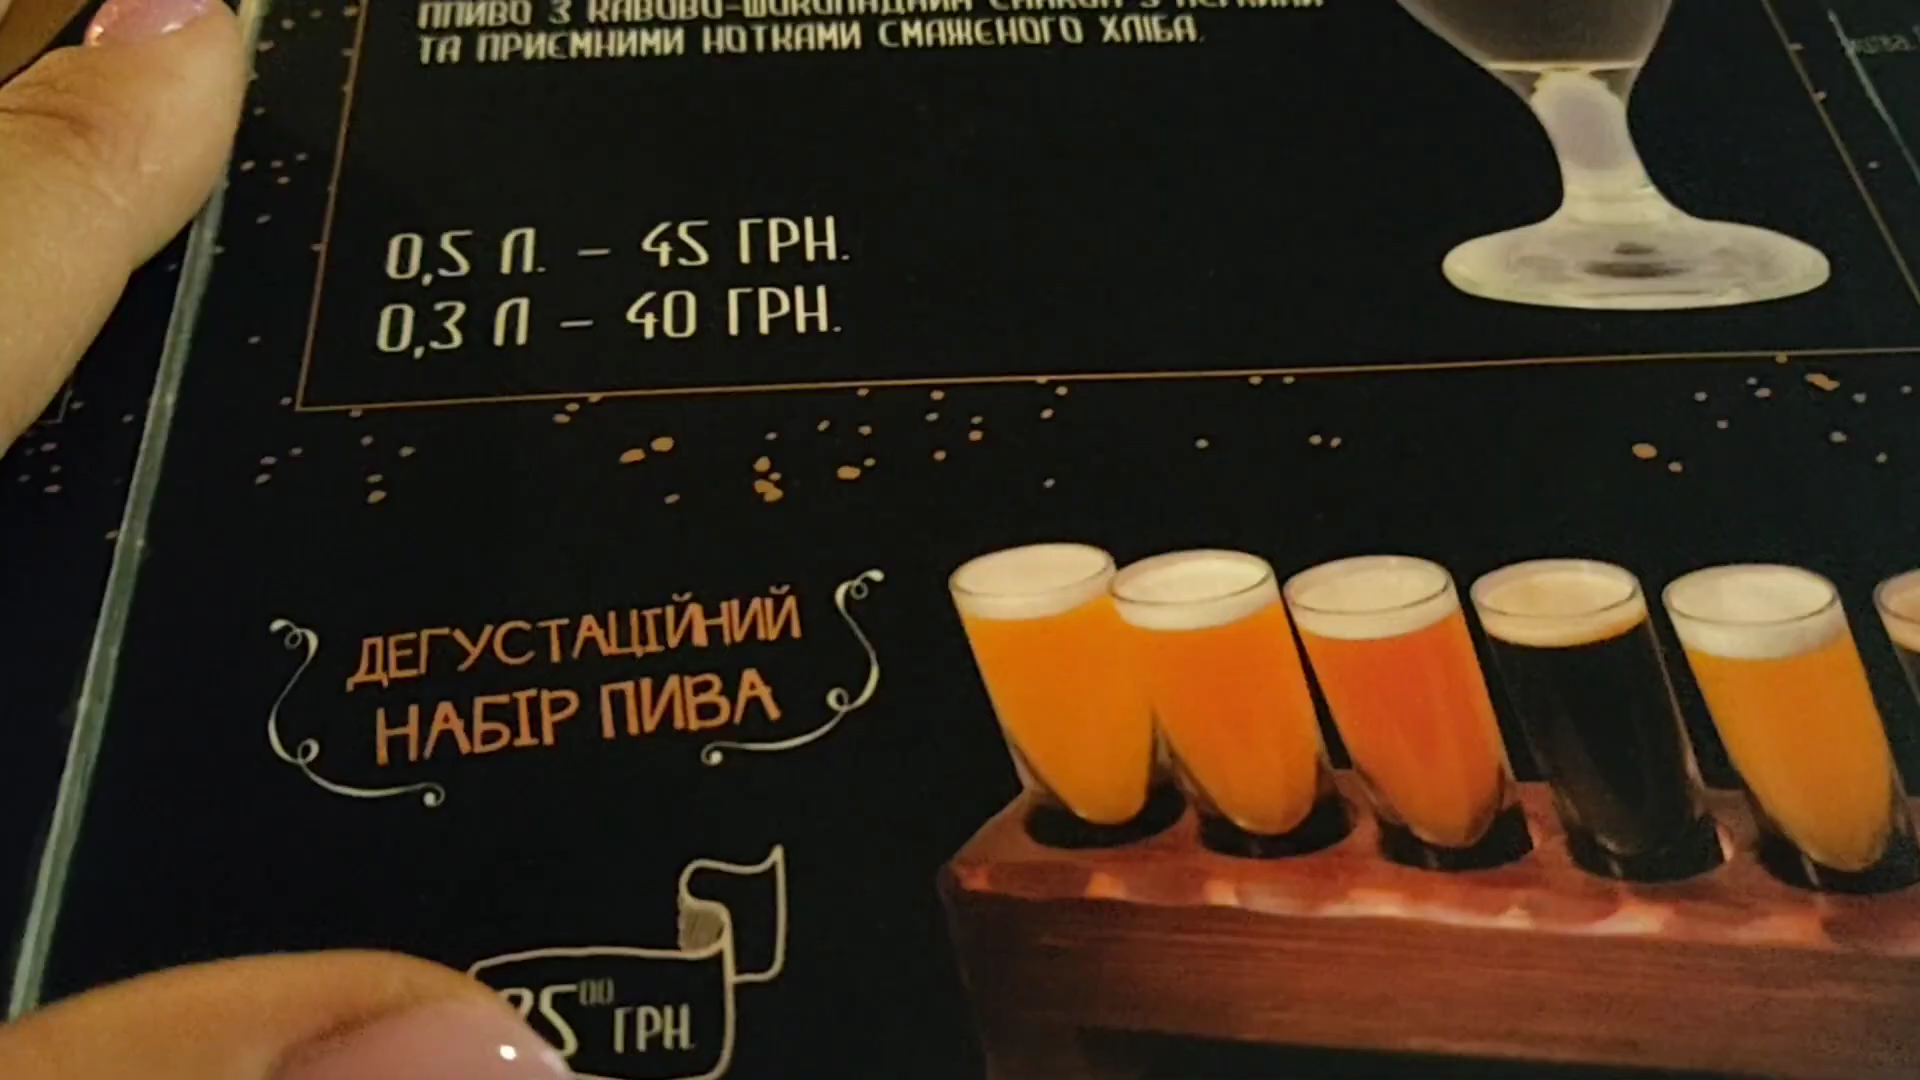 ТА ПРИЄМНИМИ НОТКАМИ СМАЖЕНОГО ХЛІБА.
0,5 Л. – 45 ГРН.
0,3 Л – 40 ГРН.
ДЕГУСТАЦІЙНИЙ
НАБІР ПИВА
ГРН.